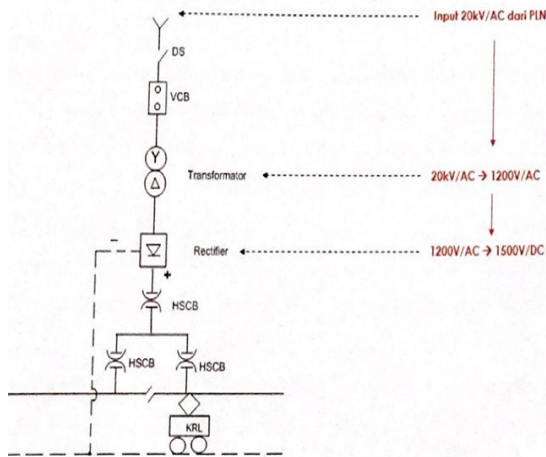 Input 20kV/AC dari PLN
DS
VCB
Y
Δ
Transformator
20kV/AC → 1200V/AC
-
Rectifier
1200V/AC → 1500V/DC
+
HSCB
HSCB
HSCB
KRL